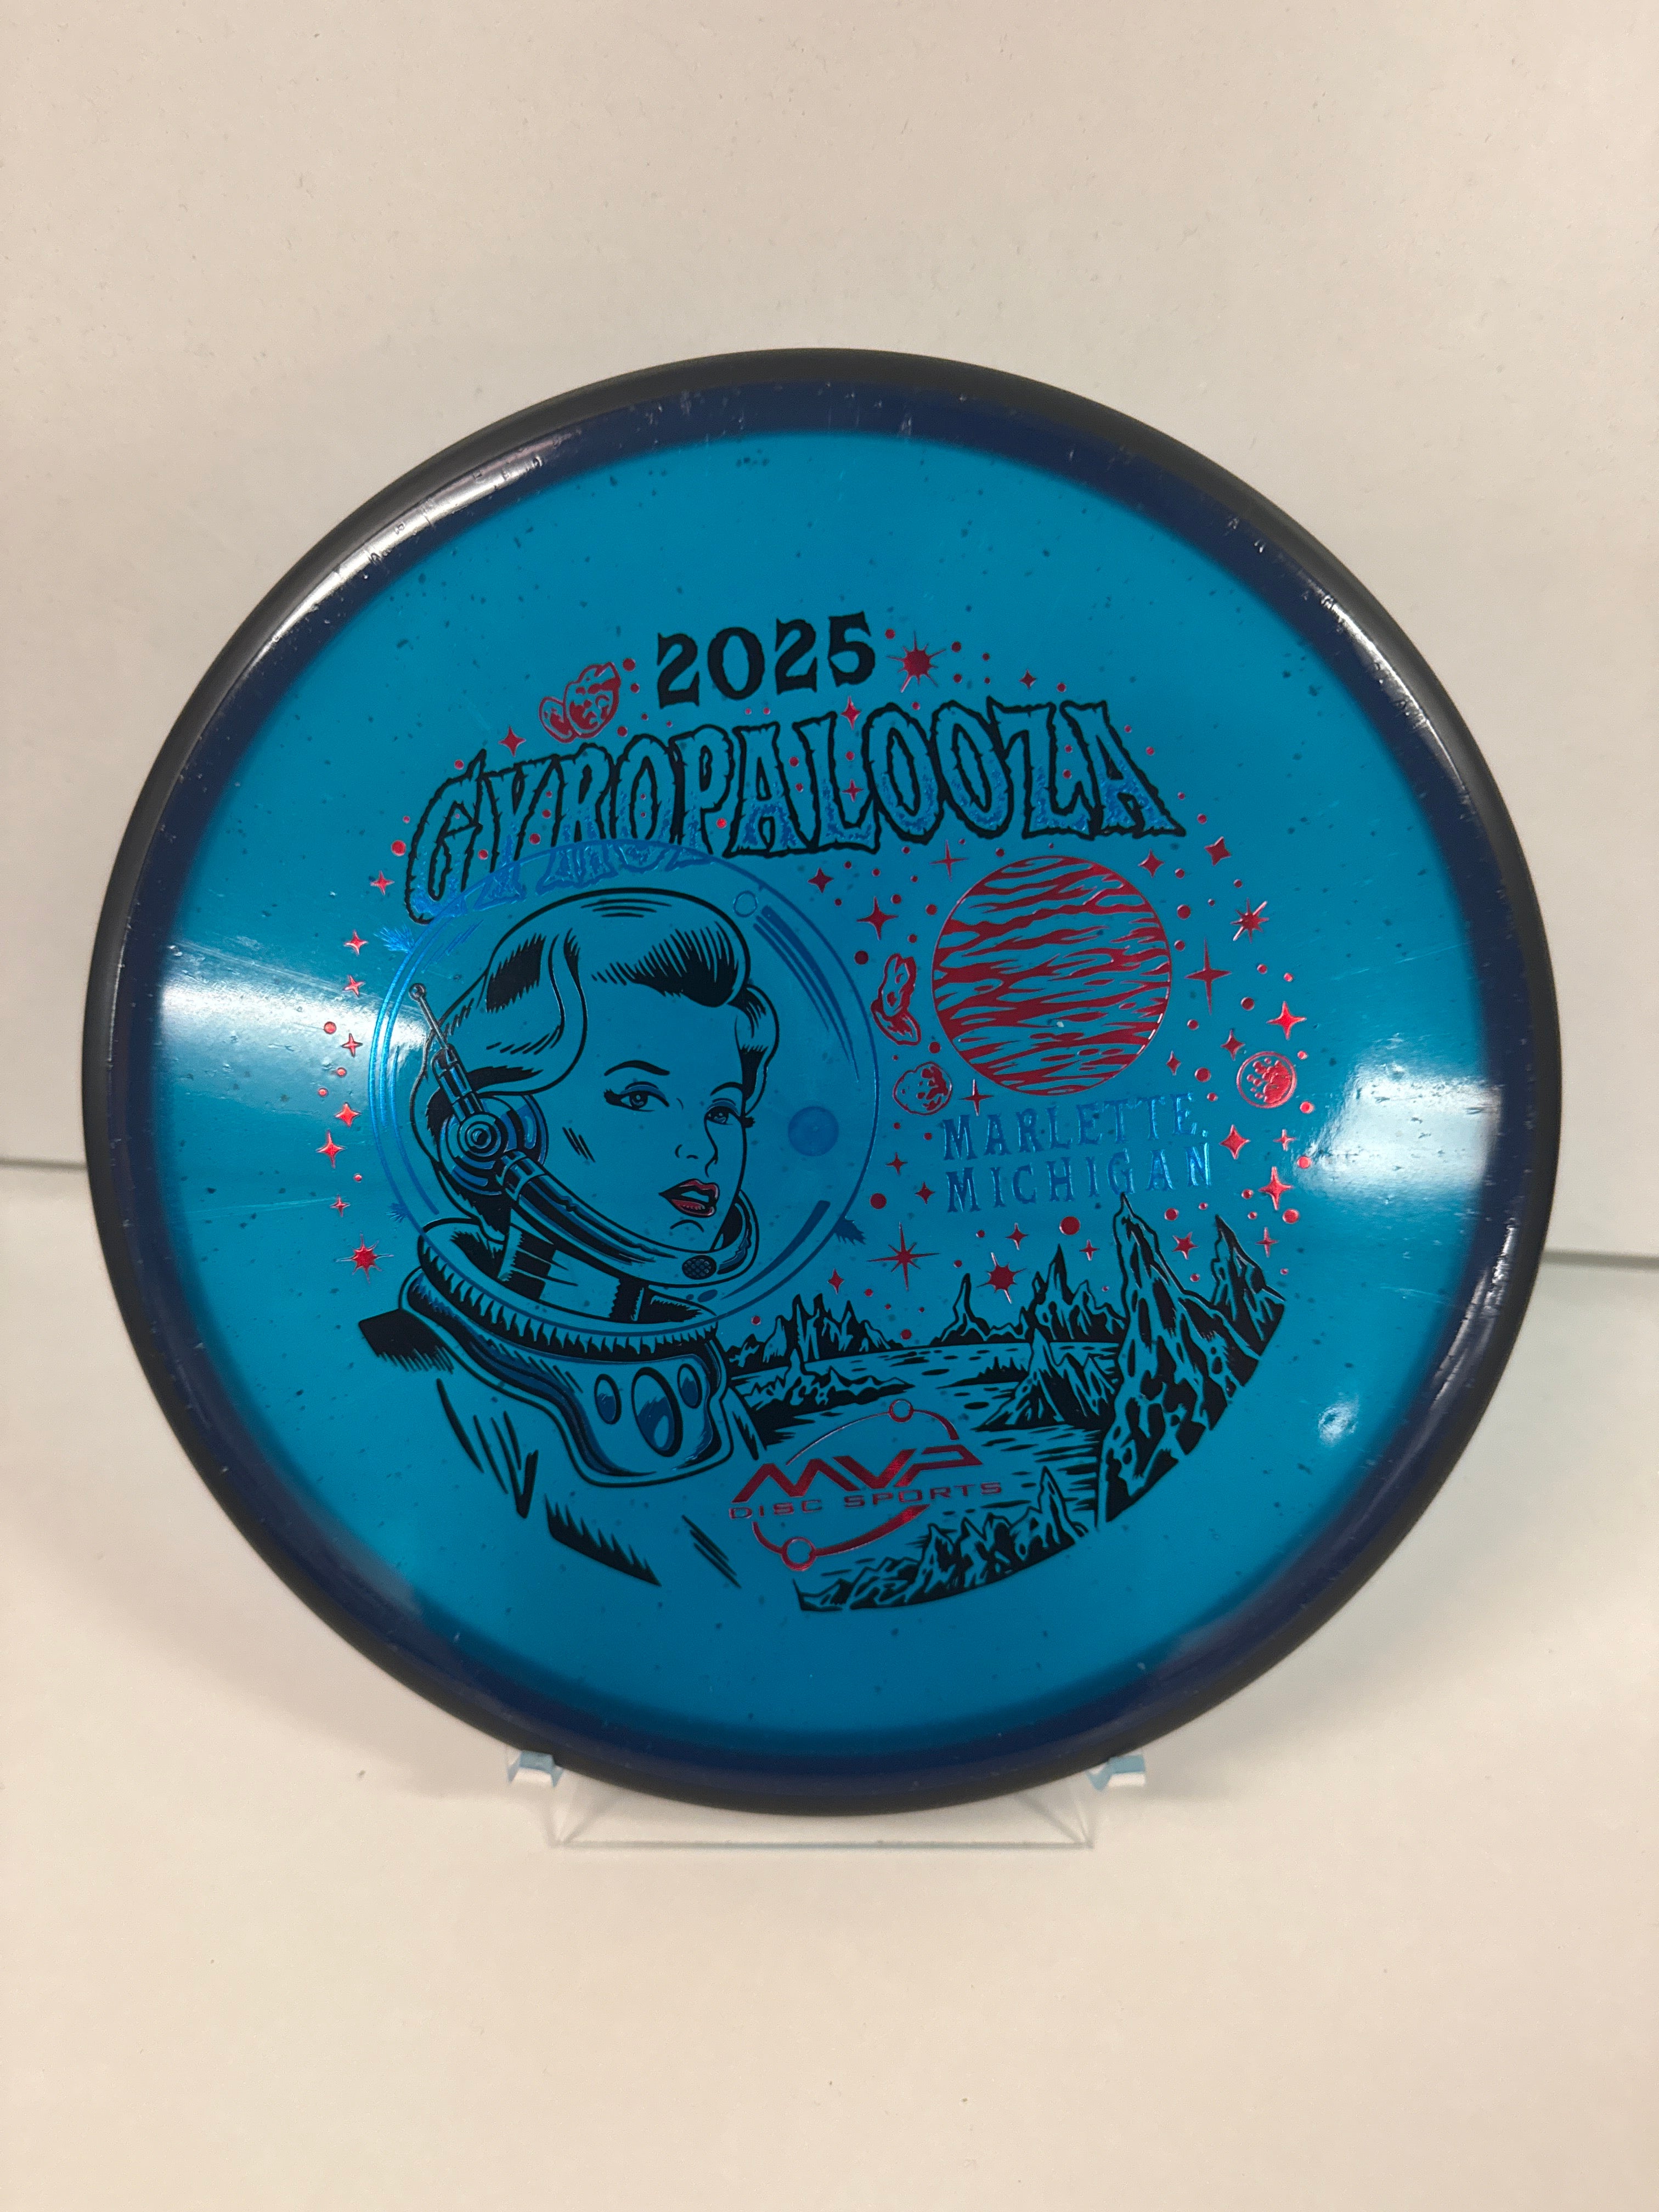 2025
GYROPALOOZA
MARLETTE,
MICHIGAN
MVP
DISC SPORTS